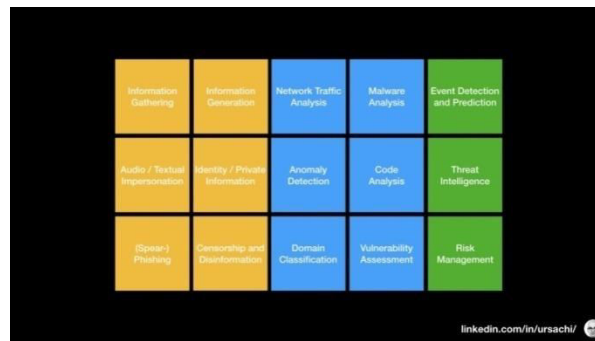 Information
Gathering
Information
Generation
Network Traffic
Analysis
Malware
Analysis
Event Detection
and Prediction
Audio / Textual
Impersonation
Identity / Private
Information
Anomaly
Detection
Code
Analysis
Threat
Intelligence
(Spear-)
Phishing
Censorship and
Disinformation
Domain
Classification
Vulnerability
Assessment
Risk
Management
linkedin.com/in/ursachi/